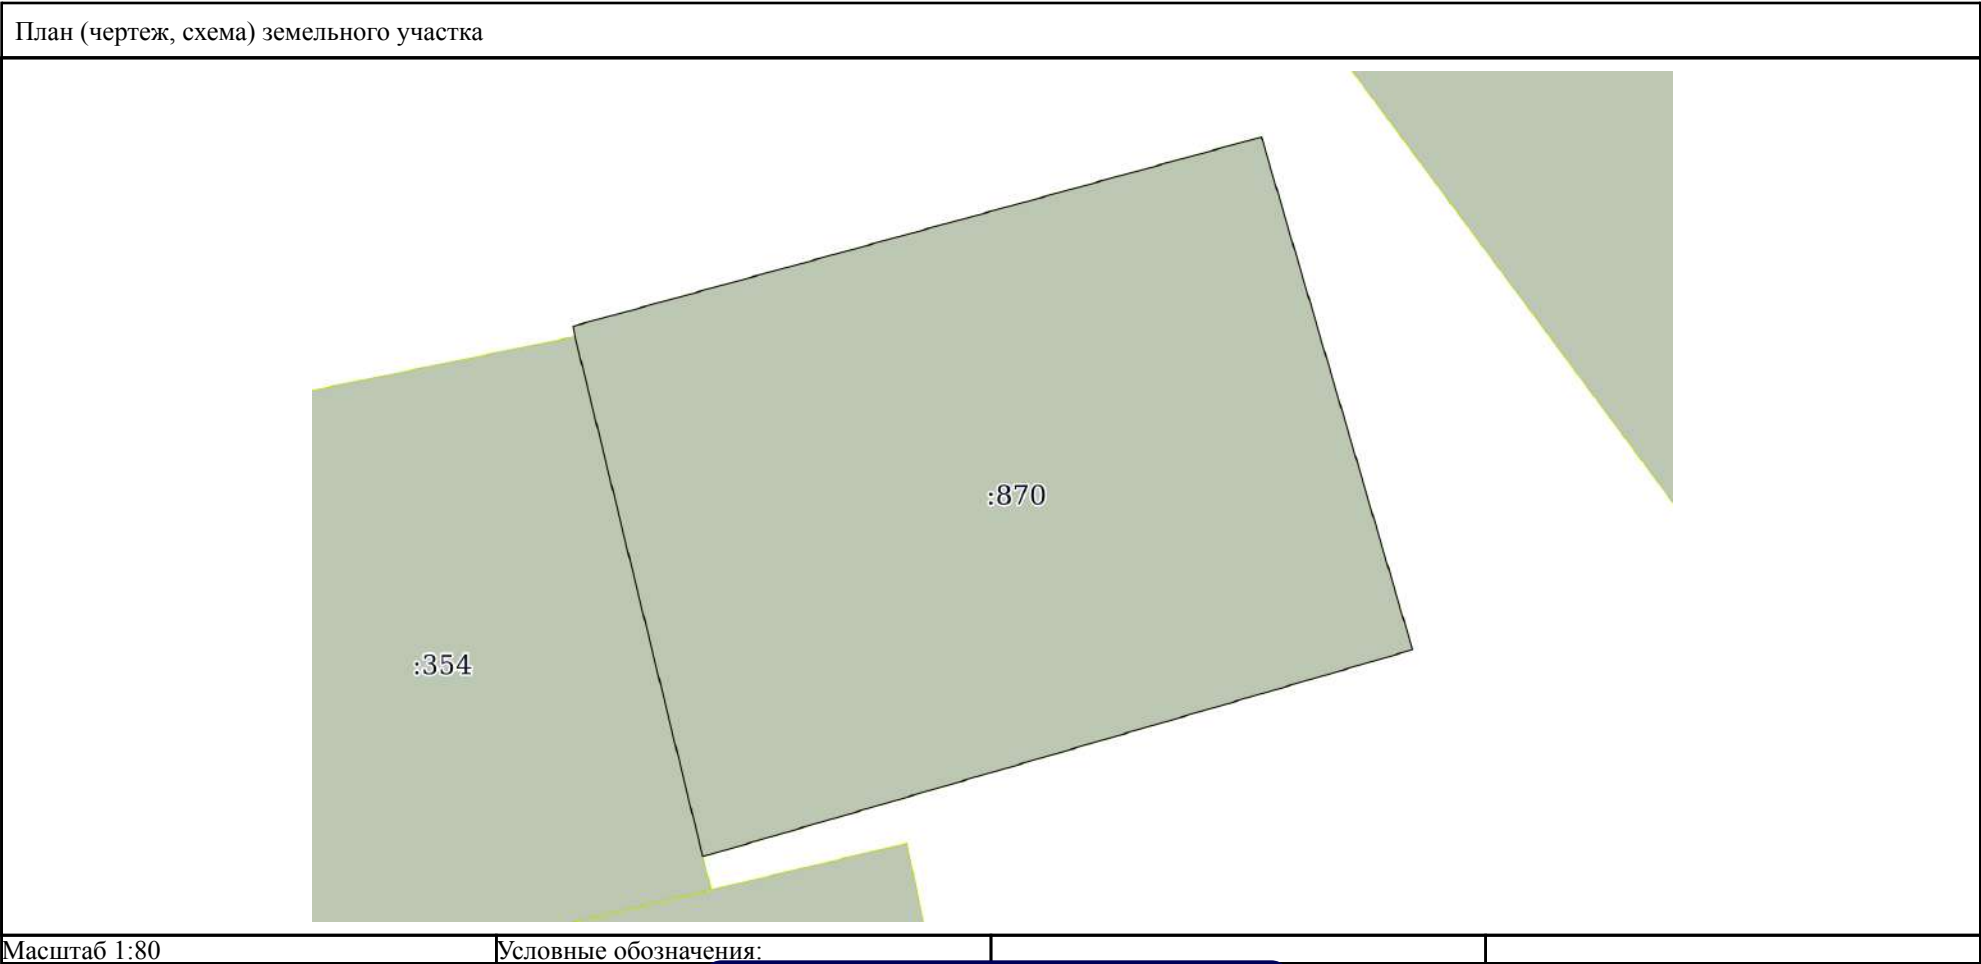 План (чертеж, схема) земельного участка
:870
:354
Масштаб 1:80
Условные обозначения: